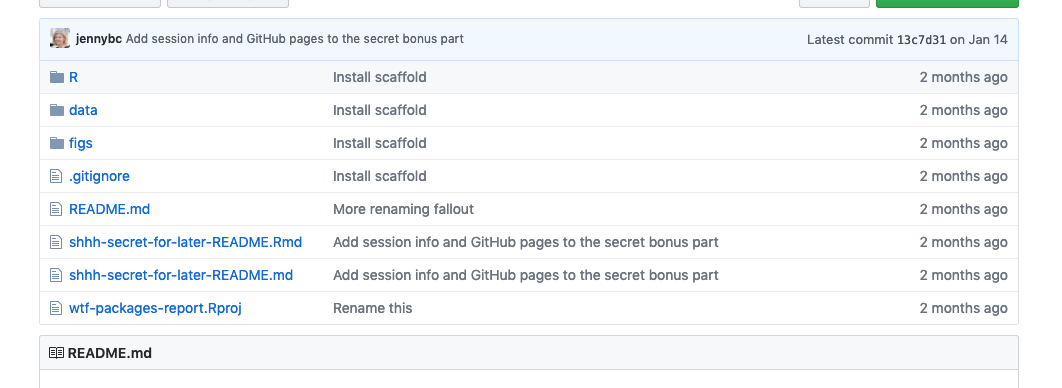 jennybc Add session info and GitHub pages to the secret bonus part Latest commit 13c7d31 on Jan 14
R Install scaffold 2 months ago
data Install scaffold 2 months ago
figs Install scaffold 2 months ago
.gitignore Install scaffold 2 months ago
README.md More renaming fallout 2 months ago
shhh-secret-for-later-README.Rmd Add session info and GitHub pages to the secret bonus part 2 months ago
shhh-secret-for-later-README.md Add session info and GitHub pages to the secret bonus part 2 months ago
wtf-packages-report.Rproj Rename this 2 months ago
README.md